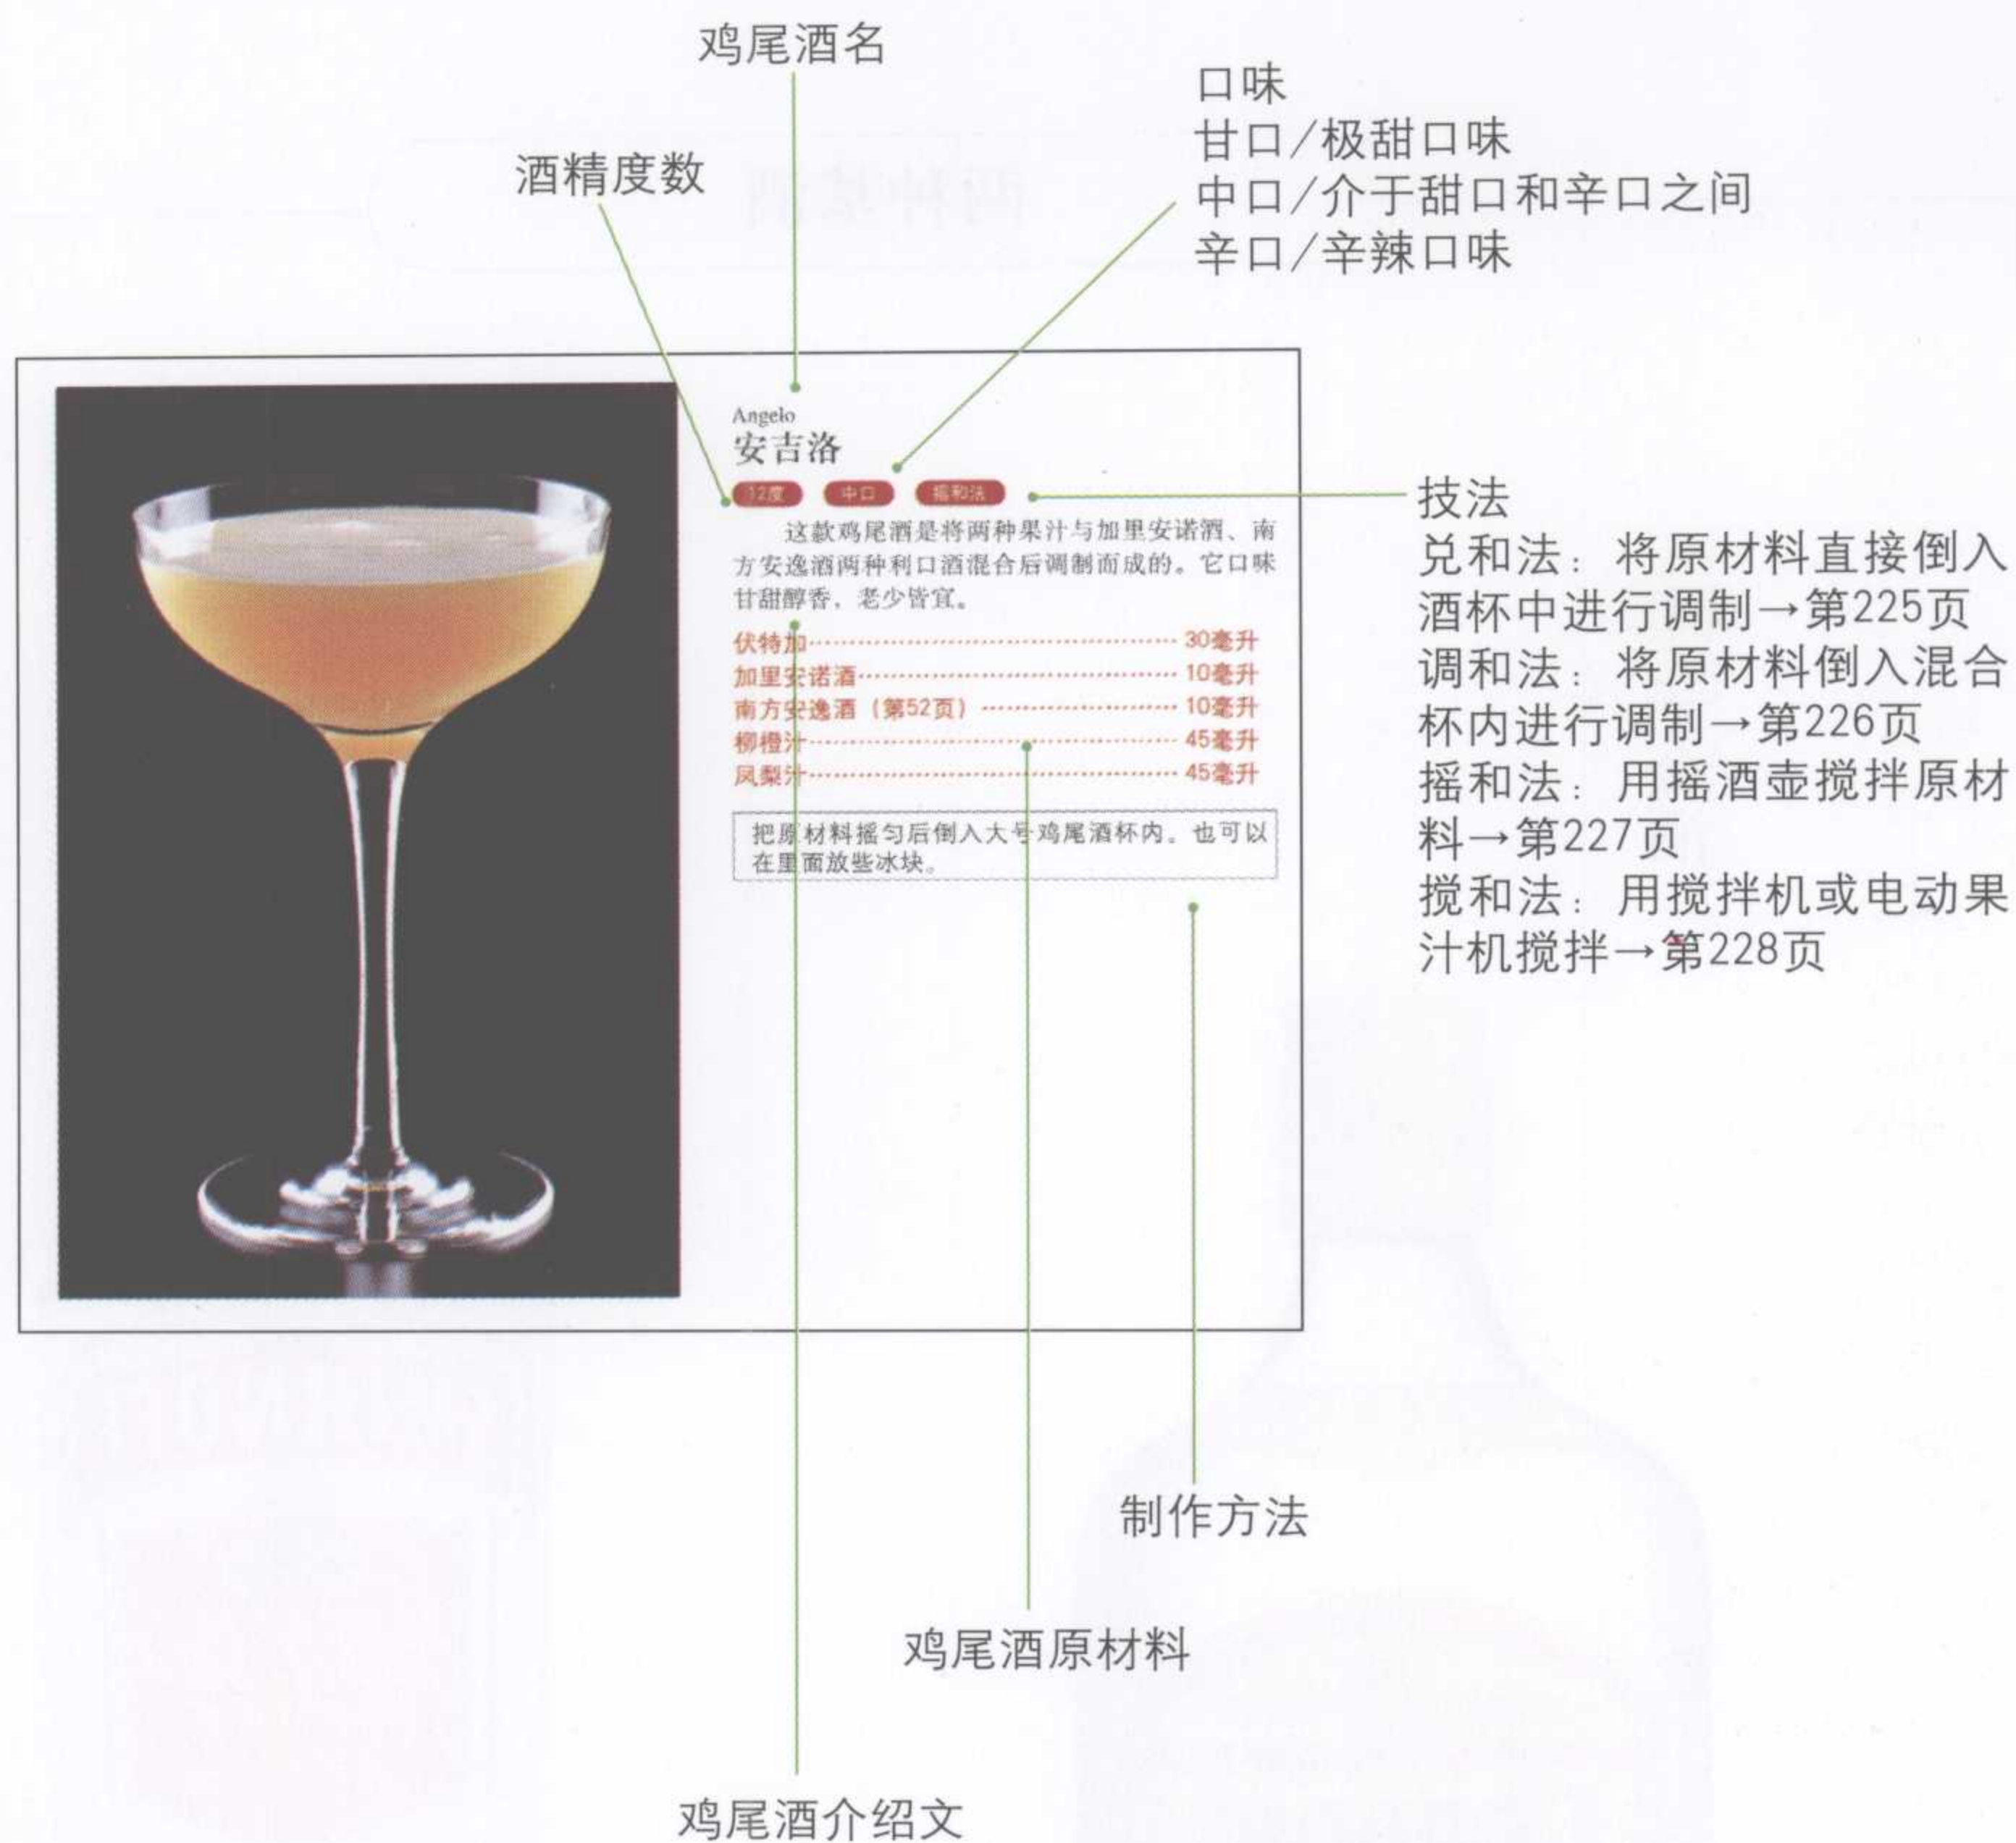 鸡尾酒名
口味
甘口/极甜口味
中口/介于甜口和辛口之间
辛口/辛辣口味
酒精度数
Angelo
安吉洛
12度 中口 摇和法
这款鸡尾酒是将两种果汁与加里安诺酒、南
方安逸酒两种利口酒混合后调制而成的。它口味
甘甜醇香，老少皆宜。
伏特加 30毫升
加里安诺酒 10毫升
南方安逸酒（第52页） 10毫升
柳橙汁 45毫升
凤梨汁 45毫升
把原材料摇匀后倒入大号鸡尾酒杯内。也可以
在里面放些冰块。
技法
兑和法：将原材料直接倒入
酒杯中进行调制→第225页
调和法：将原材料倒入混合
杯内进行调制→第226页
摇和法：用摇酒壶搅拌原材
料→第227页
搅和法：用搅拌机或电动果
汁机搅拌→第228页
制作方法
鸡尾酒原材料
鸡尾酒介绍文